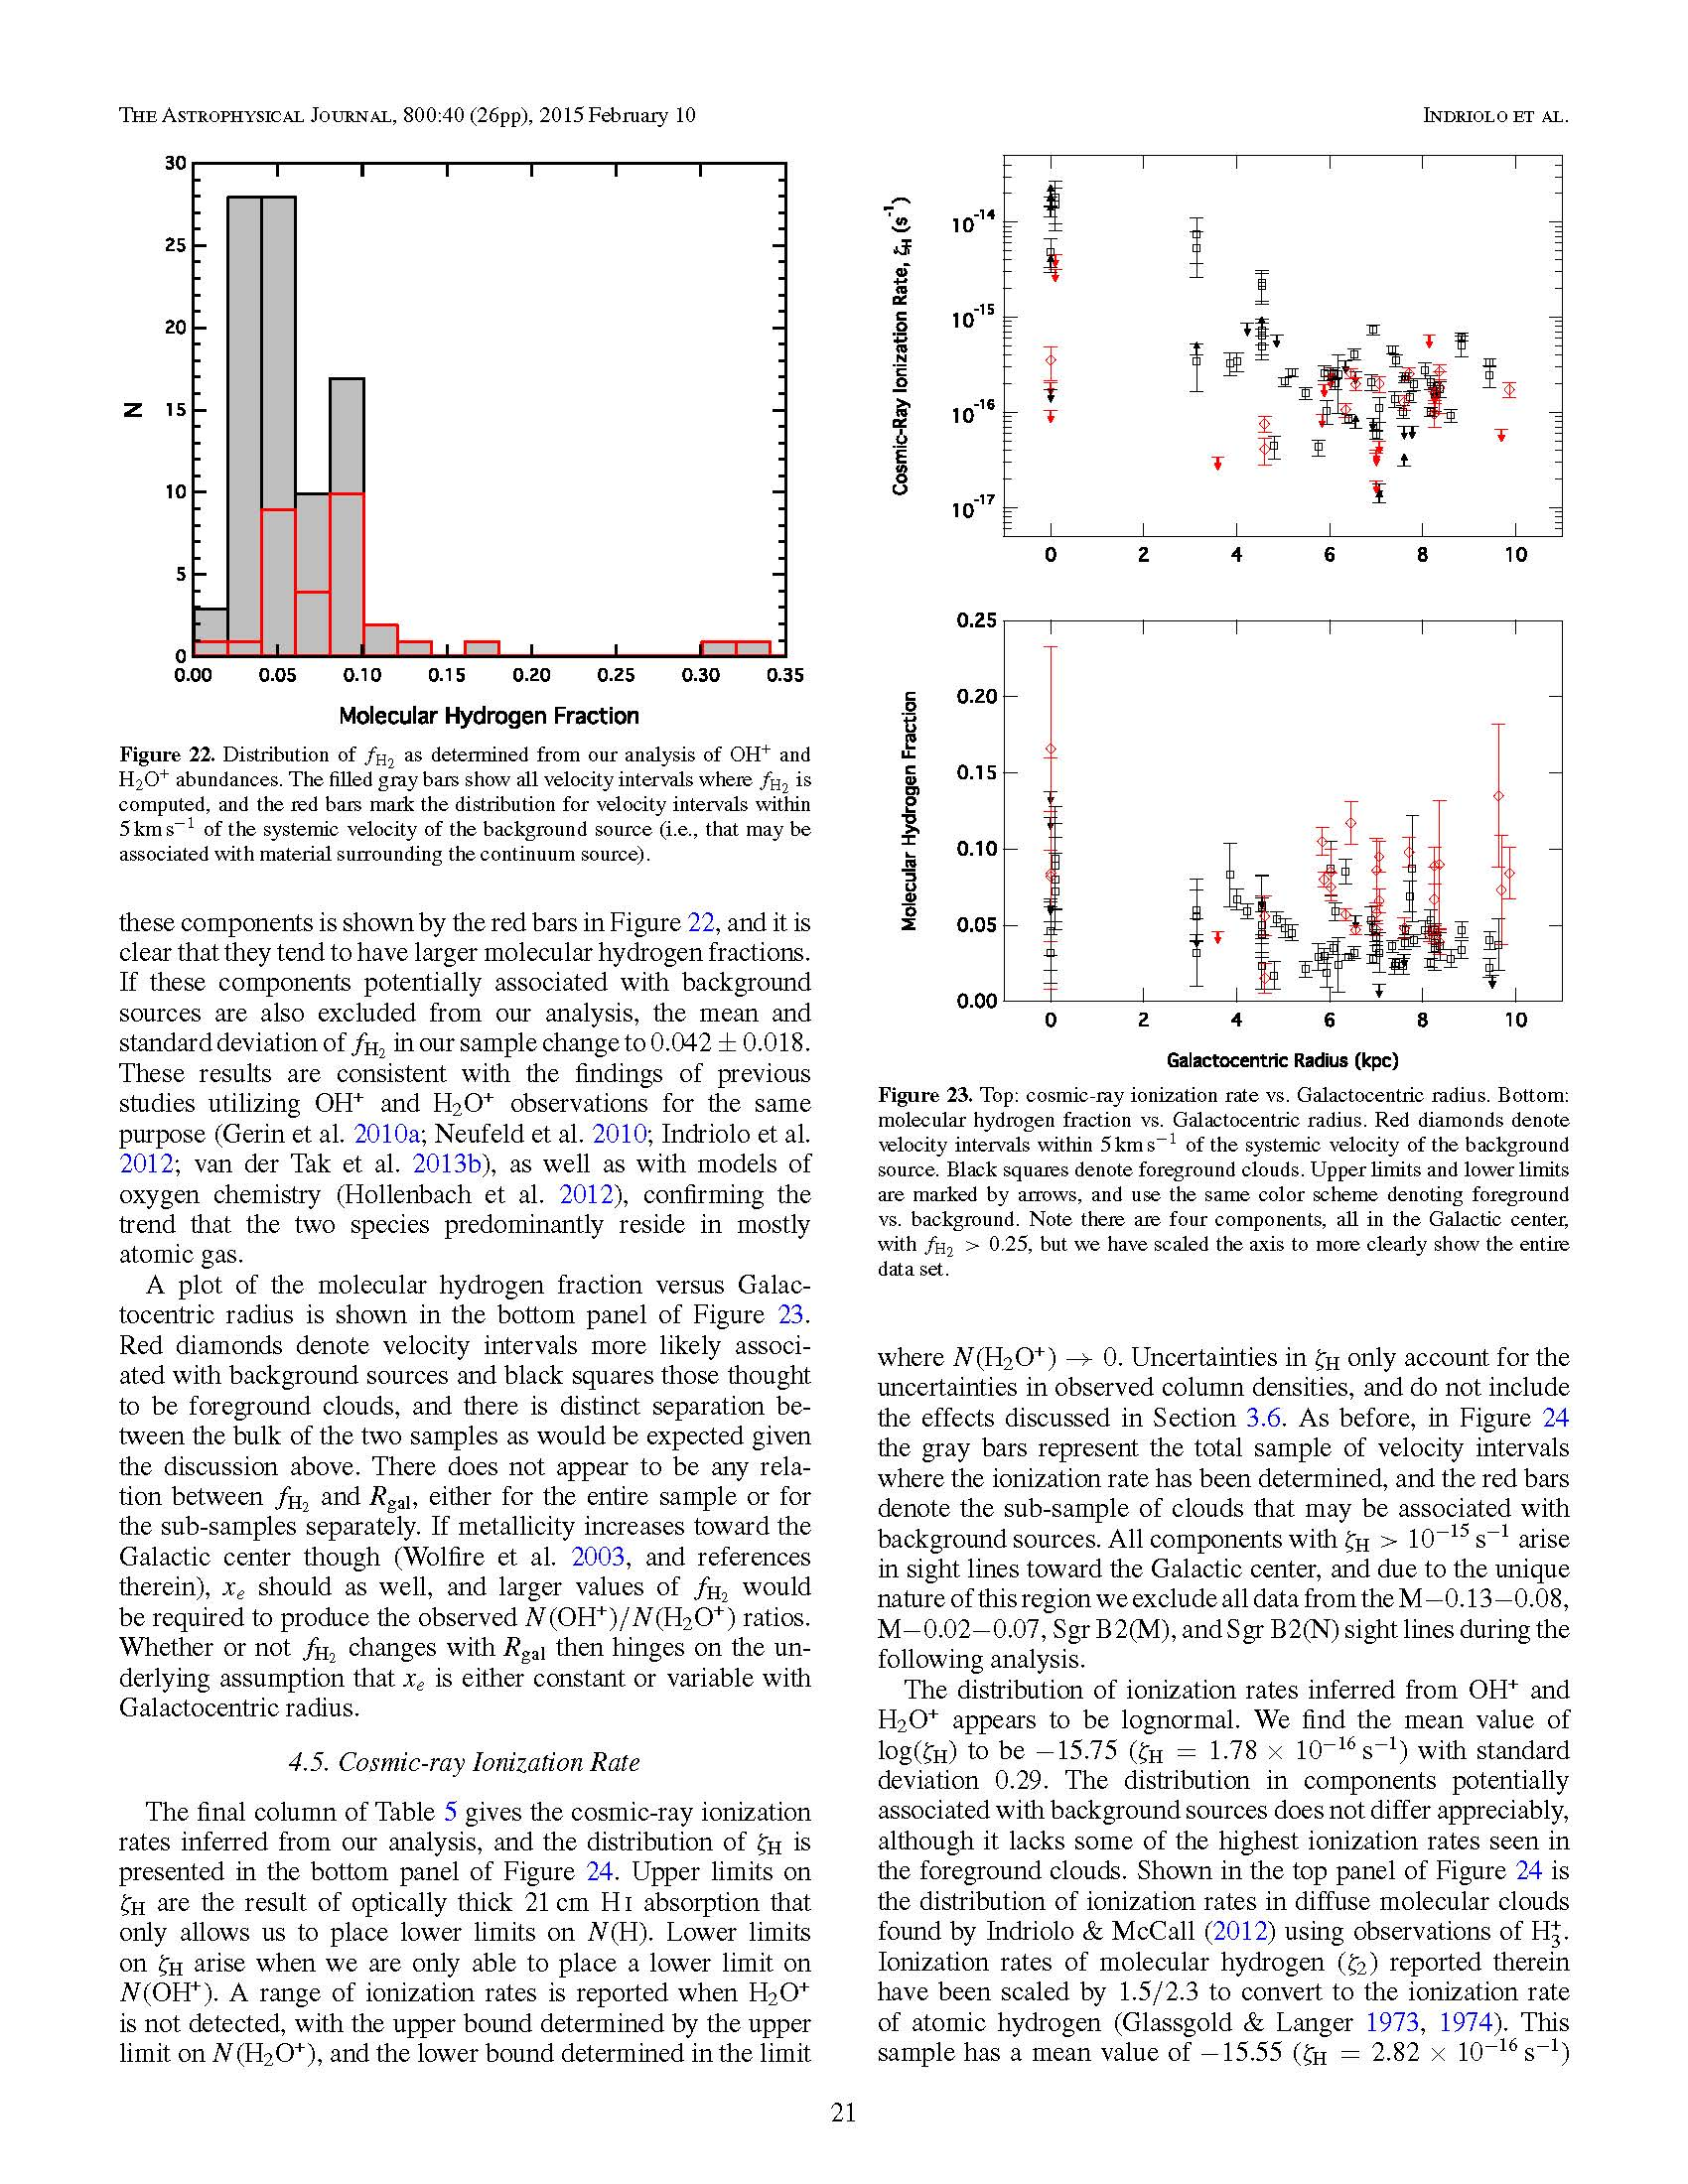 THE ASTROPHYSICAL JOURNAL, 800:40 (26pp), 2015 February 10
INDRIOLO ET AL.
30
25
20
15
10
5
0
N
0.00 0.05 0.10 0.15 0.20 0.25 0.30 0.35
Molecular Hydrogen Fraction
Figure 22. Distribution of fH2 as determined from our analysis of OH+ and
H2O+ abundances. The filled gray bars show all velocity intervals where fH2 is
computed, and the red bars mark the distribution for velocity intervals within
5 km s−1 of the systemic velocity of the background source (i.e., that may be
associated with material surrounding the continuum source).
these components is shown by the red bars in Figure 22, and it is
clear that they tend to have larger molecular hydrogen fractions.
If these components potentially associated with background
sources are also excluded from our analysis, the mean and
standard deviation of fH2 in our sample change to 0.042 ± 0.018.
These results are consistent with the findings of previous
studies utilizing OH+ and H2O+ observations for the same
purpose (Gerin et al. 2010a; Neufeld et al. 2010; Indriolo et al.
2012; van der Tak et al. 2013b), as well as with models of
oxygen chemistry (Hollenbach et al. 2012), confirming the
trend that the two species predominantly reside in mostly
atomic gas.
A plot of the molecular hydrogen fraction versus Galac-
tocentric radius is shown in the bottom panel of Figure 23.
Red diamonds denote velocity intervals more likely associ-
ated with background sources and black squares those thought
to be foreground clouds, and there is distinct separation be-
tween the bulk of the two samples as would be expected given
the discussion above. There does not appear to be any rela-
tion between fH2 and Rgal, either for the entire sample or for
the sub-samples separately. If metallicity increases toward the
Galactic center though (Wolfire et al. 2003, and references
therein), xe should as well, and larger values of fH2 would
be required to produce the observed N(OH+)/N(H2O+) ratios.
Whether or not fH2 changes with Rgal then hinges on the un-
derlying assumption that xe is either constant or variable with
Galactocentric radius.
4.5. Cosmic-ray Ionization Rate
The final column of Table 5 gives the cosmic-ray ionization
rates inferred from our analysis, and the distribution of ζH is
presented in the bottom panel of Figure 24. Upper limits on
ζH are the result of optically thick 21 cm H I absorption that
only allows us to place lower limits on N(H). Lower limits
on ζH arise when we are only able to place a lower limit on
N(OH+). A range of ionization rates is reported when H2O+
is not detected, with the upper bound determined by the upper
limit on N(H2O+), and the lower bound determined in the limit
Cosmic-Ray Ionization Rate, ζH (s-1)
10-14
10-15
10-16
10-17
0 2 4 6 8 10
Molecular Hydrogen Fraction
0.25
0.20
0.15
0.10
0.05
0.00
0 2 4 6 8 10
Galactocentric Radius (kpc)
Figure 23. Top: cosmic-ray ionization rate vs. Galactocentric radius. Bottom:
molecular hydrogen fraction vs. Galactocentric radius. Red diamonds denote
velocity intervals within 5 km s−1 of the systemic velocity of the background
source. Black squares denote foreground clouds. Upper limits and lower limits
are marked by arrows, and use the same color scheme denoting foreground
vs. background. Note there are four components, all in the Galactic center,
with fH2 > 0.25, but we have scaled the axis to more clearly show the entire
data set.
where N(H2O+) → 0. Uncertainties in ζH only account for the
uncertainties in observed column densities, and do not include
the effects discussed in Section 3.6. As before, in Figure 24
the gray bars represent the total sample of velocity intervals
where the ionization rate has been determined, and the red bars
denote the sub-sample of clouds that may be associated with
background sources. All components with ζH > 10−15 s−1 arise
in sight lines toward the Galactic center, and due to the unique
nature of this region we exclude all data from the M−0.13−0.08,
M−0.02−0.07, Sgr B2(M), and Sgr B2(N) sight lines during the
following analysis.
The distribution of ionization rates inferred from OH+ and
H2O+ appears to be lognormal. We find the mean value of
log(ζH) to be −15.75 (ζH = 1.78 × 10−16 s−1) with standard
deviation 0.29. The distribution in components potentially
associated with background sources does not differ appreciably,
although it lacks some of the highest ionization rates seen in
the foreground clouds. Shown in the top panel of Figure 24 is
the distribution of ionization rates in diffuse molecular clouds
found by Indriolo & McCall (2012) using observations of H3+.
Ionization rates of molecular hydrogen (ζ2) reported therein
have been scaled by 1.5/2.3 to convert to the ionization rate
of atomic hydrogen (Glassgold & Langer 1973, 1974). This
sample has a mean value of −15.55 (ζH = 2.82 × 10−16 s−1)
21